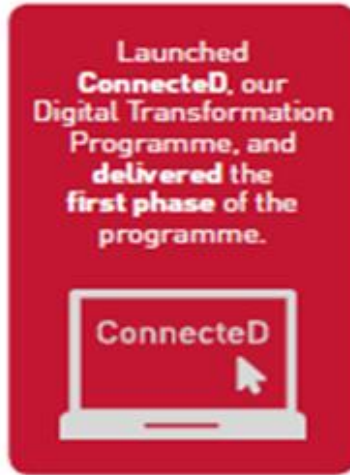 Launched
ConnecteD, our
Digital Transformation
Programme, and
delivered the
first phase of the
programme.
ConnecteD